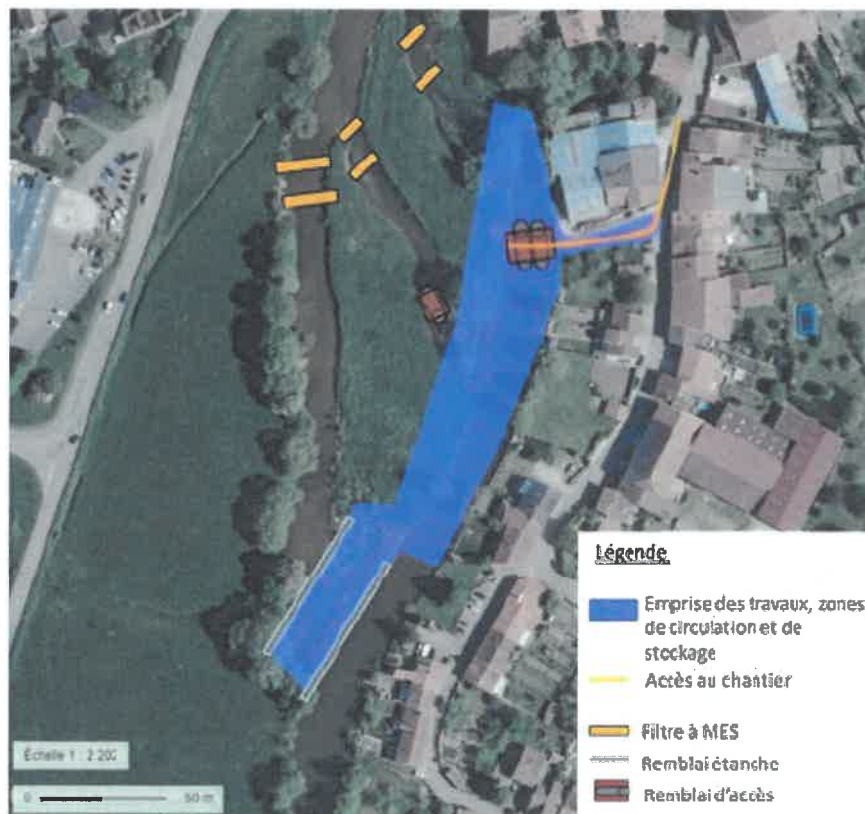 Légende
Emprise des travaux, zones
de circulation et de
stockage
Accès au chantier
Filtre à MES
Remblai étanche
Remblai d'accès
Échelle 1 : 2 200
0 50 m